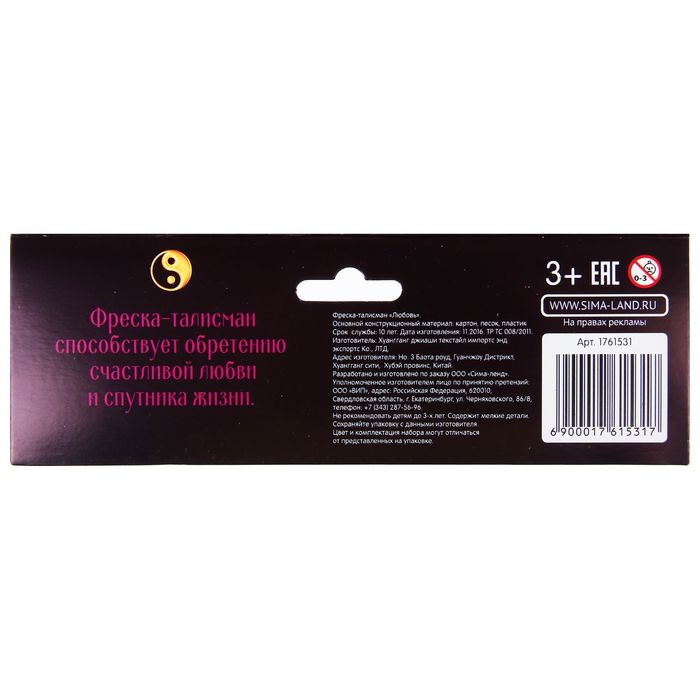 Фреска-талисман
способствует обретению
счастливой любви
и спутника жизни.
Фреска-талисман «Любовь».
Основной конструкционный материал: картон, песок, пластик
Срок службы: 10 лет. Дата изготовления: 11.2016. ТР ТС 008/2011.
Изготовитель: Хуангганг джиаши текстайл импортс энд
экспортс Ко., ЛТД.
Адрес изготовителя: Но. 3 Баота роуд, Гуанчжоу Дистрикт,
Хуангганг сити, Хубэй провинс, Китай.
Разработано и изготовлено по заказу ООО «Сима-ленд».
Уполномоченное изготовителем лицо по принятию претензий:
ООО «ВИП», адрес: Российская Федерация, 620010,
Свердловская область, г. Екатеринбург, ул. Черняховского, 86/8,
телефон: +7 (343) 287-56-96.
Не рекомендовать детям до 3-х лет. Содержит мелкие детали.
Сохраняйте упаковку с данными изготовителя.
Цвет и комплектация набора могут отличаться
от представленных на упаковке.
3+ ЕАС 0-3
WWW.SIMA-LAND.RU
На правах рекламы
Арт. 1761531
6 900017 615317